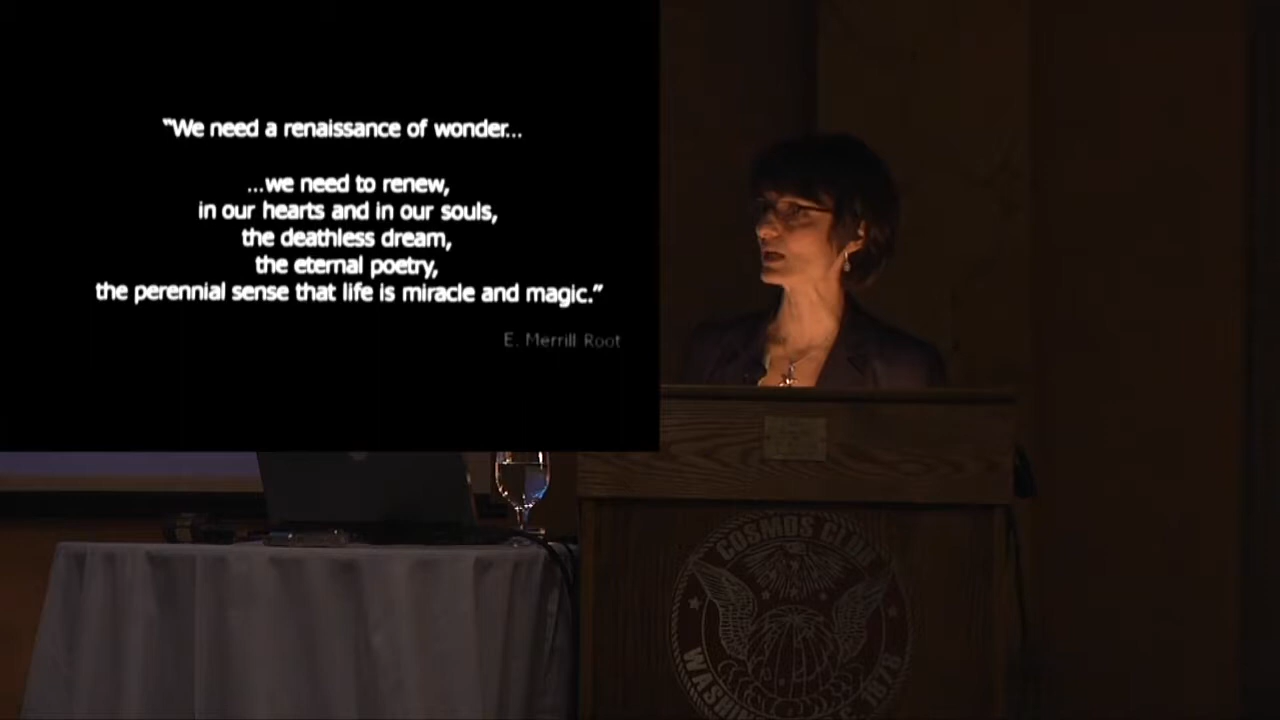 “We need a renaissance of wonder...
...we need to renew,
in our hearts and in our souls,
the deathless dream,
the eternal poetry,
the perennial sense that life is miracle and magic.”
E. Merrill Root
COSMOS CLUB
1878